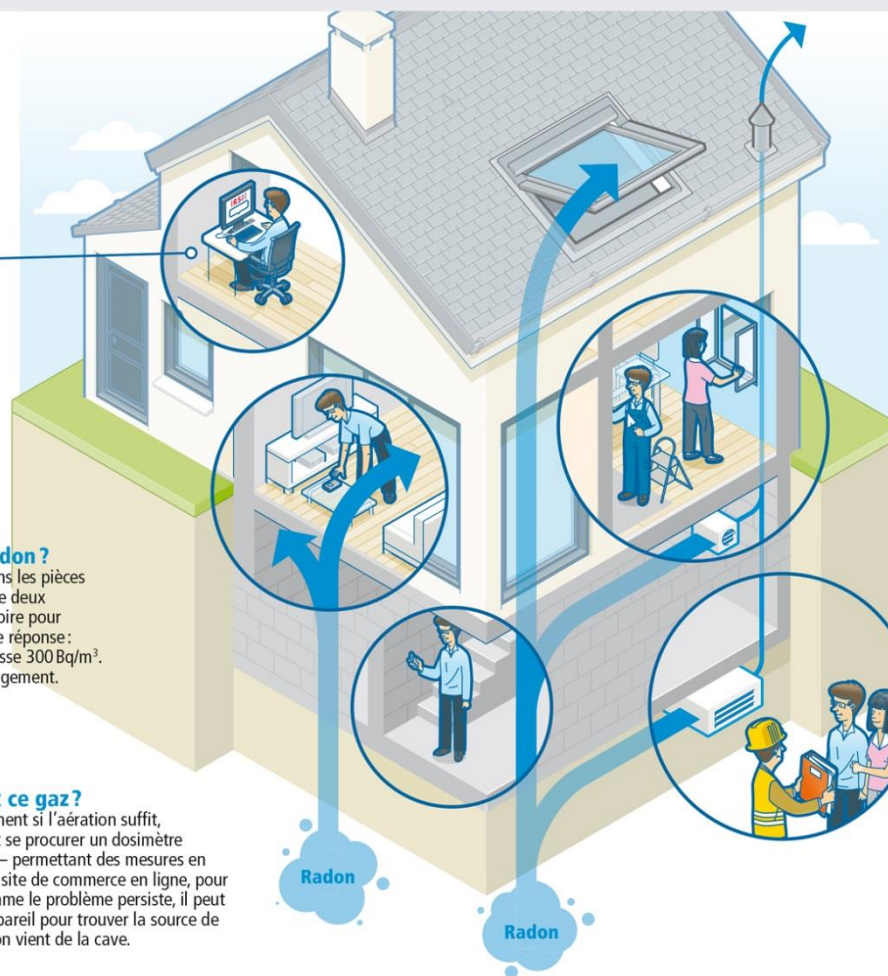 IRSN
don ?
ns les pièces
e deux
oire pour
e réponse :
sse 300 Bq/m³.
gement.
ce gaz ?
ment si l’aération suffit,
t se procurer un dosimètre
– permettant des mesures en
site de commerce en ligne, pour
me le problème persiste, il peut
pareil pour trouver la source de
on vient de la cave.
Radon
Radon